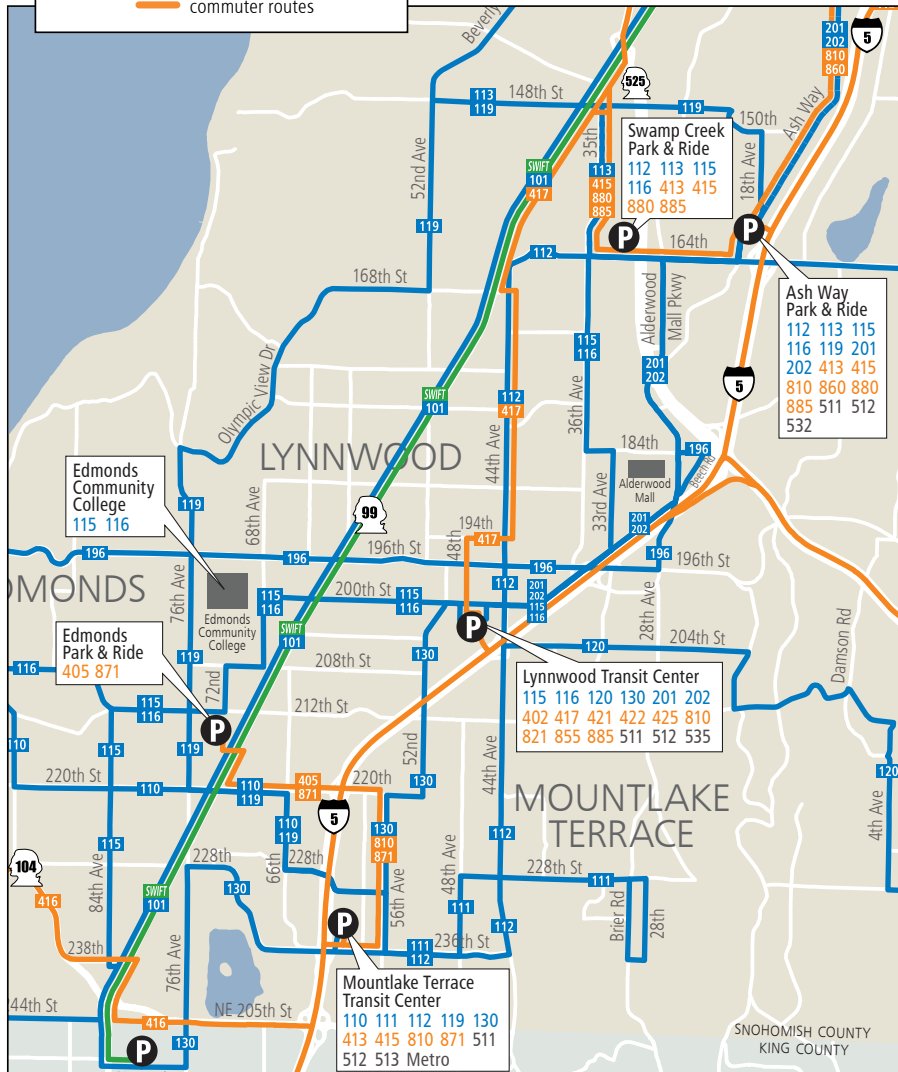 commuter routes
Beverly
201
202
810
860
5
525
113
119
148th St
119
150th
Ash Way
52nd Ave
35th
Swamp Creek
Park & Ride
112 113 115
116 413 415
880 885
18th Ave
SWIFT
101
417
113
415
880
885
119
P
P
164th
112
168th St
Alderwood
Mall Pkwy
Ash Way
Park & Ride
112 113 115
116 119 201
202 413 415
810 860 880
885 511 512
532
Olympic View Dr
115
116
201
202
5
SWIFT
101
112
417
36th Ave
44th Ave
LYNNWOOD
184th
196
Edmonds
Community
College
115 116
Alderwood
Mall
Beech Rd
119
68th Ave
99
33rd Ave
194th
417
48th
201
202
196
196
196th St
196
196
196th St
DMONDS
76th Ave
Edmonds
Community
College
115
116
200th St
115
116
112
201
202
115
116
28th Ave
SWIFT
101
P
Damson Rd
Edmonds
Park & Ride
405 871
119
130
120
204th St
116
72nd
208th St
Lynnwood Transit Center
115 116 120 130 201 202
402 417 421 422 425 810
821 855 885 511 512 535
115
116
212th St
P
110
115
119
52nd
44th Ave
220th St
110
110
119
405
871
220th
130
120
4th Ave
MOUNTLAKE
TERRACE
5
110
119
130
810
871
112
115
104
228th
66th
228th
48th Ave
228th St
111
84th Ave
130
SWIFT
101
416
56th Ave
111
Brier Rd
28th
112
P
238th
76th Ave
111
112
236th St
Mountlake Terrace
Transit Center
110 111 112 119 130
413 415 810 871 511
512 513 Metro
244th St
416
NE 205th St
130
P
SNOHOMISH COUNTY
KING COUNTY